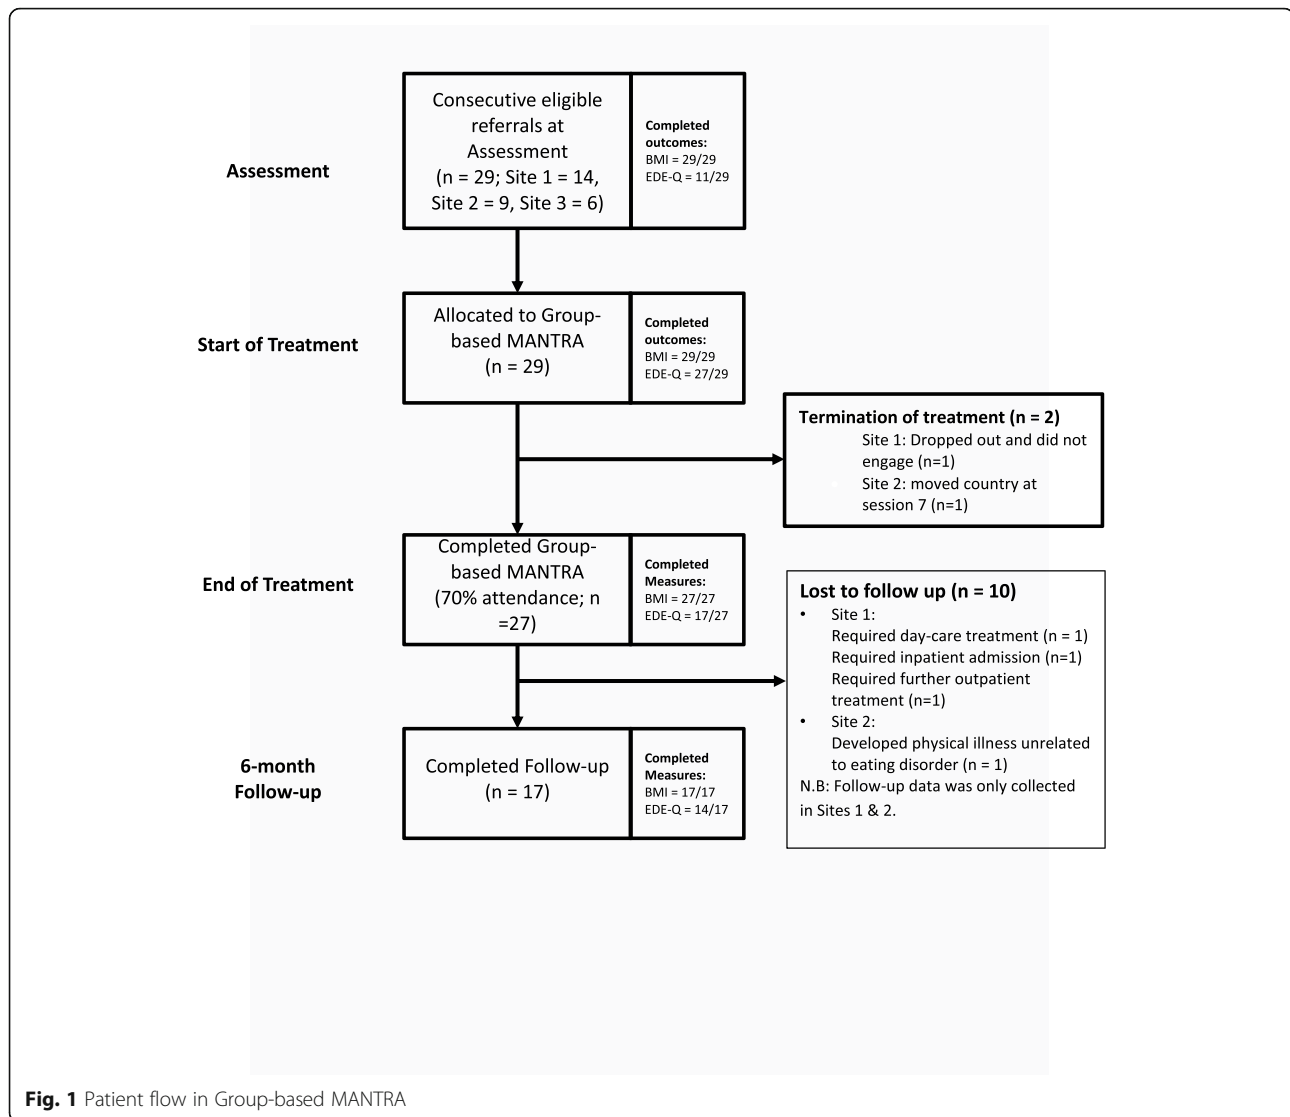 Assessment
Consecutive eligible
referrals at
Assessment
(n = 29; Site 1 = 14,
Site 2 = 9, Site 3 = 6)
Completed
outcomes:
BMI = 29/29
EDE-Q = 11/29
Start of Treatment
Allocated to Group-
based MANTRA
(n = 29)
Completed
outcomes:
BMI = 29/29
EDE-Q = 27/29
Termination of treatment (n = 2)
Site 1: Dropped out and did not
engage (n=1)
Site 2: moved country at
session 7 (n=1)
End of Treatment
Completed Group-
based MANTRA
(70% attendance; n
=27)
Completed
Measures:
BMI = 27/27
EDE-Q = 17/27
Lost to follow up (n = 10)
• Site 1:
Required day-care treatment (n = 1)
Required inpatient admission (n=1)
Required further outpatient
treatment (n=1)
• Site 2:
Developed physical illness unrelated
to eating disorder (n = 1)
N.B: Follow-up data was only collected
in Sites 1 & 2.
6-month
Follow-up
Completed Follow-up
(n = 17)
Completed
Measures:
BMI = 17/17
EDE-Q = 14/17
Fig. 1 Patient flow in Group-based MANTRA